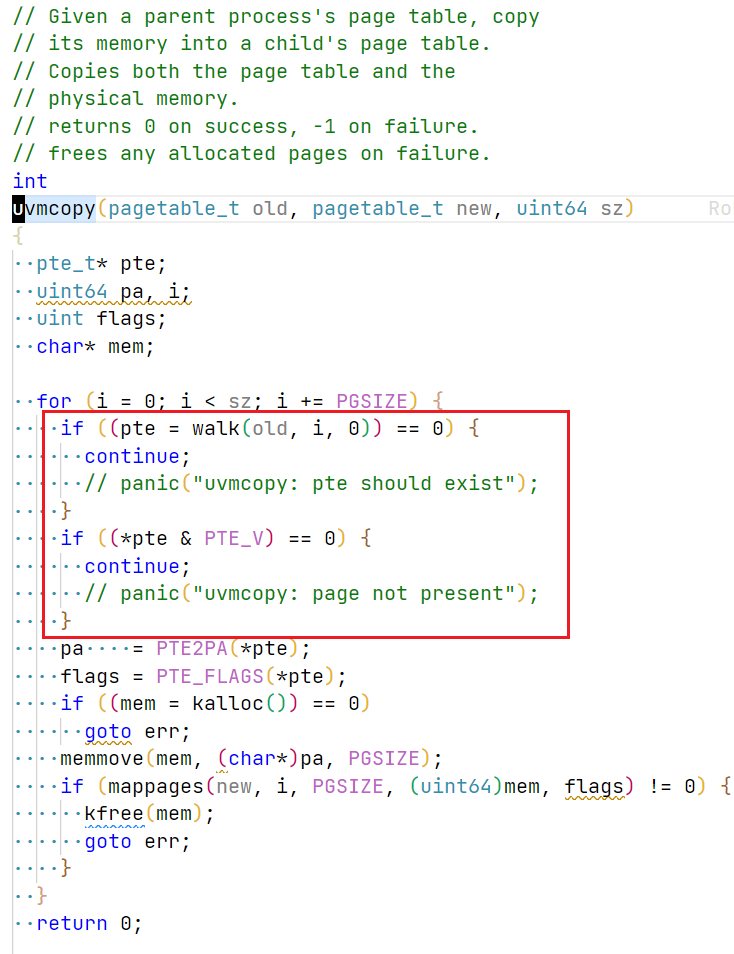 // Given a parent process's page table, copy
// its memory into a child's page table.
// Copies both the page table and the
// physical memory.
// returns 0 on success, -1 on failure.
// frees any allocated pages on failure.
int
uvmcopy(pagetable_t old, pagetable_t new, uint64 sz) Ro
{
  pte_t* pte;
  uint64 pa, i;
  uint flags;
  char* mem;

  for (i = 0; i < sz; i += PGSIZE) {
    if ((pte = walk(old, i, 0)) == 0) {
      continue;
      // panic("uvmcopy: pte should exist");
    }
    if ((*pte & PTE_V) == 0) {
      continue;
      // panic("uvmcopy: page not present");
    }
    pa    = PTE2PA(*pte);
    flags = PTE_FLAGS(*pte);
    if ((mem = kalloc()) == 0)
      goto err;
    memmove(mem, (char*)pa, PGSIZE);
    if (mappages(new, i, PGSIZE, (uint64)mem, flags) != 0) {
      kfree(mem);
      goto err;
    }
  }
  return 0;